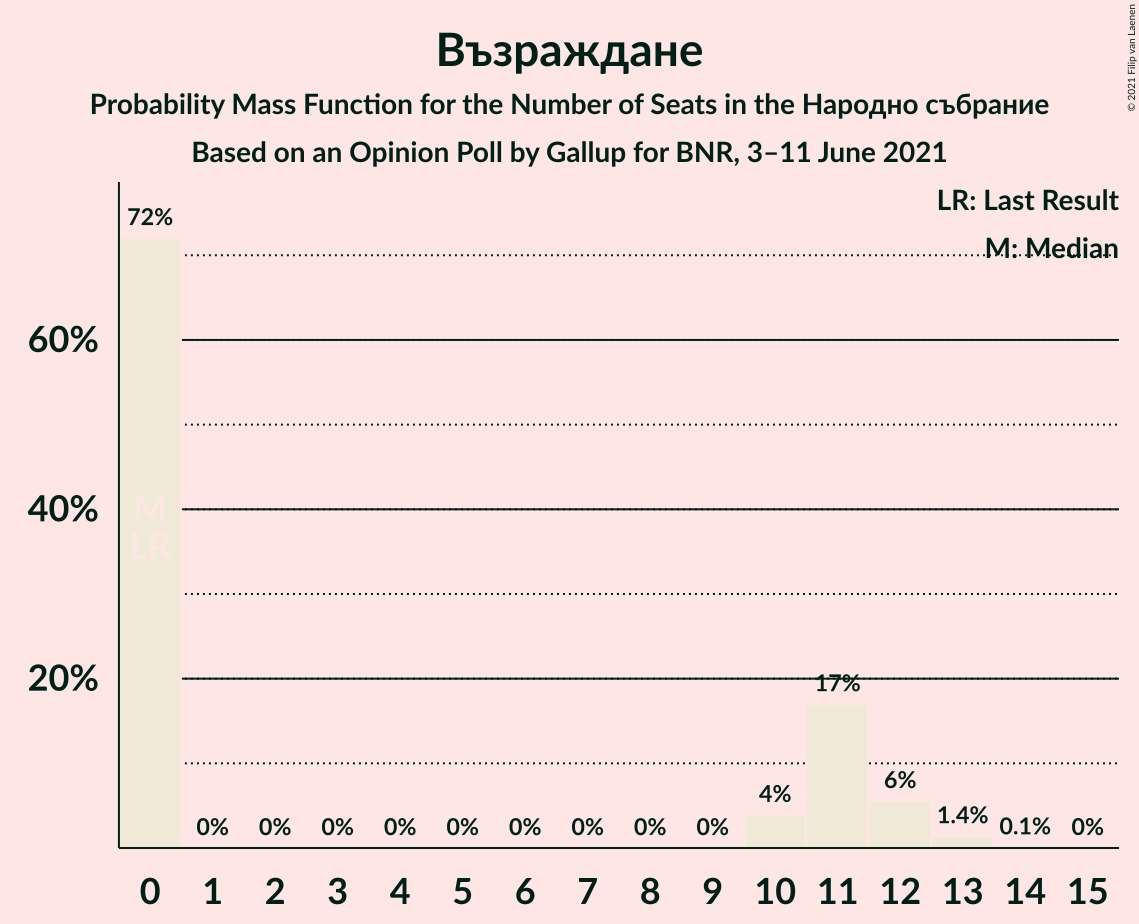 Възраждане
Probability Mass Function for the Number of Seats in the Народно събрание
Based on an Opinion Poll by Gallup for BNR, 3–11 June 2021
© 2021 Filip van Laenen
LR: Last Result
M: Median
72%
60%
40%
20%
M
LR
0% 0% 0% 0% 0% 0% 0% 0% 0% 4% 17% 6% 1.4% 0.1% 0%
0 1 2 3 4 5 6 7 8 9 10 11 12 13 14 15